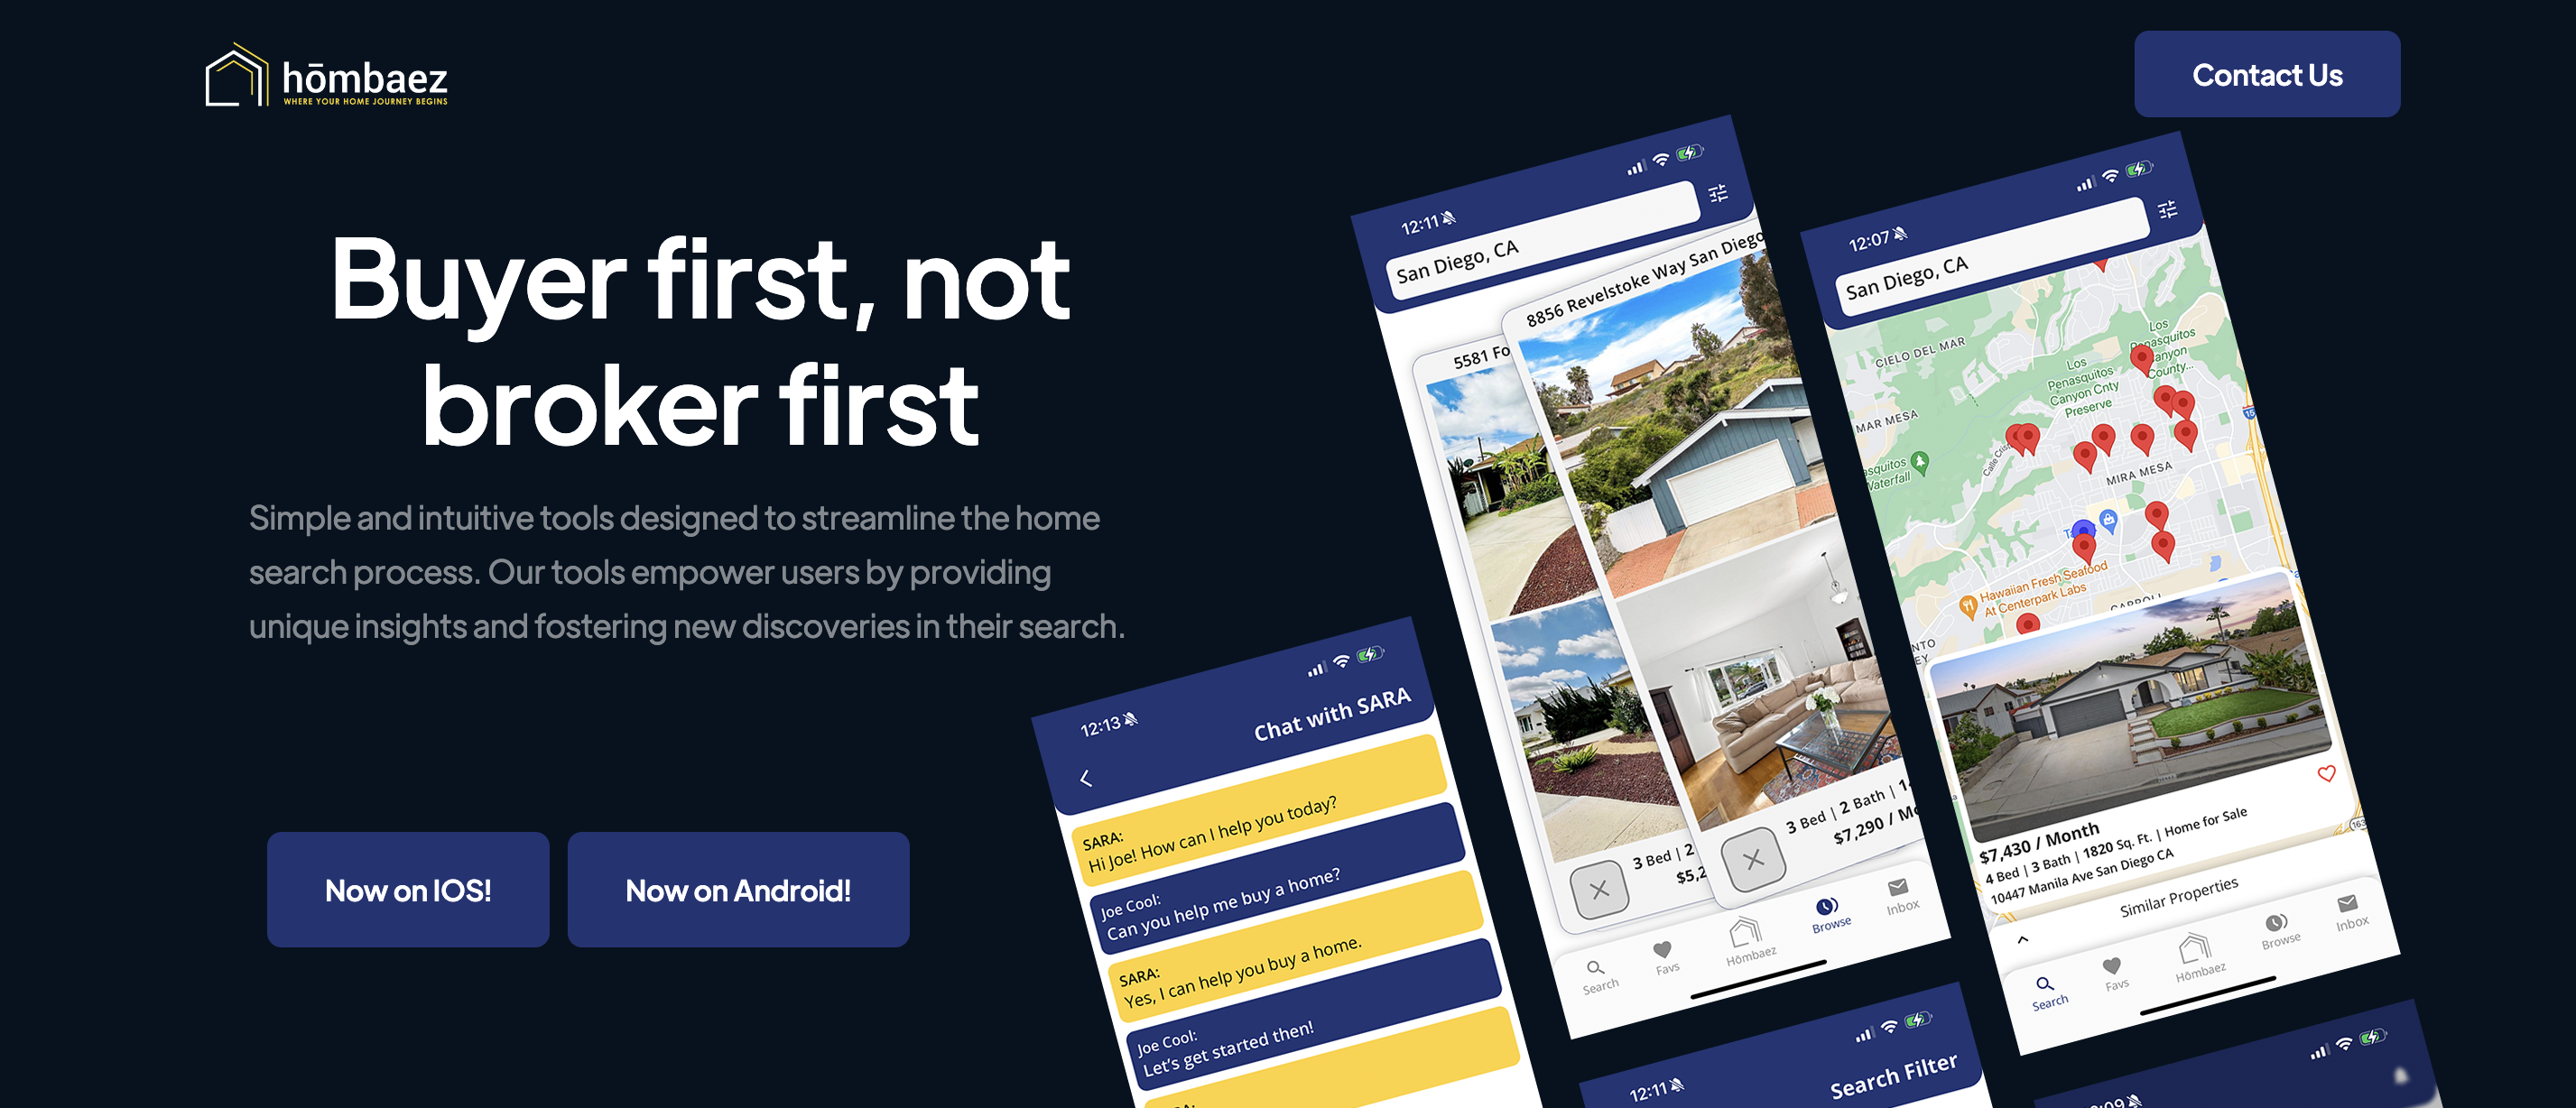 hōmbaez
WHERE YOUR HOME JOURNEY BEGINS
Contact Us
Buyer first, not
broker first
Simple and intuitive tools designed to streamline the home
search process. Our tools empower users by providing
unique insights and fostering new discoveries in their search.
Now on IOS!
Now on Android!
12:13
Chat with SARA
SARA:
Hi Joe! How can I help you today?
Joe Cool:
Can you help me buy a home?
SARA:
Yes, I can help you buy a home.
Joe Cool:
Let's get started then!
12:11
San Diego, CA
5581 Fo
8856 Revelstoke Way San Diego
3 Bed | 2
$5,2
3 Bed | 2 Bath | 1
$7,290 / Mo
Search
Favs
Hōmbaez
Browse
Inbox
12:07
San Diego, CA
CIELO DEL MAR
Los
Penasquitos
Canyon
County...
Los
Penasquitos
Canyon Cnty
Preserve
MAR MESA
Calle Crist
asquitos
Waterfall
15
MIRA MESA
Hawaiian Fresh Seafood
At Centerpark Labs
CARROLL
NTO
EY
163
$7,430 / Month
4 Bed | 3 Bath | 1820 Sq. Ft. | Home for Sale
10447 Manila Ave San Diego CA
Similar Properties
Search
Favs
Hōmbaez
Browse
Inbox
12:11
Search Filter